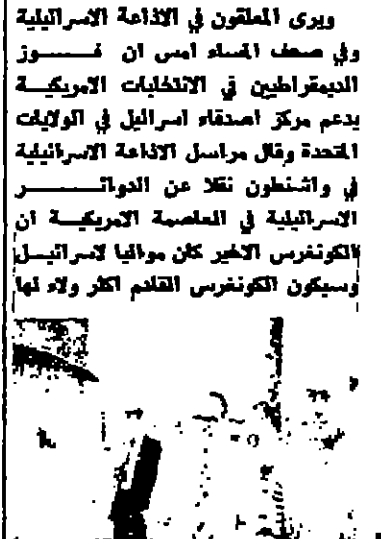 ويرى المعلقون في الاذاعة الاسرائيلية
وفي صحف المساء امس ان فوز
الديمقراطيين في الانتخابات الامريكية
يدعم مركز اصدقاء اسرائيل في الولايات
المتحدة وقال مراسل الاذاعة الاسرائيلية
في واشنطون نقلا عن الدوائر
الاسرائيلية في العاصمة الامريكية ان
الكونغرس الاخير كان مواليا لاسرائيل
وسيكون الكونغرس القادم اكثر ولاء لها